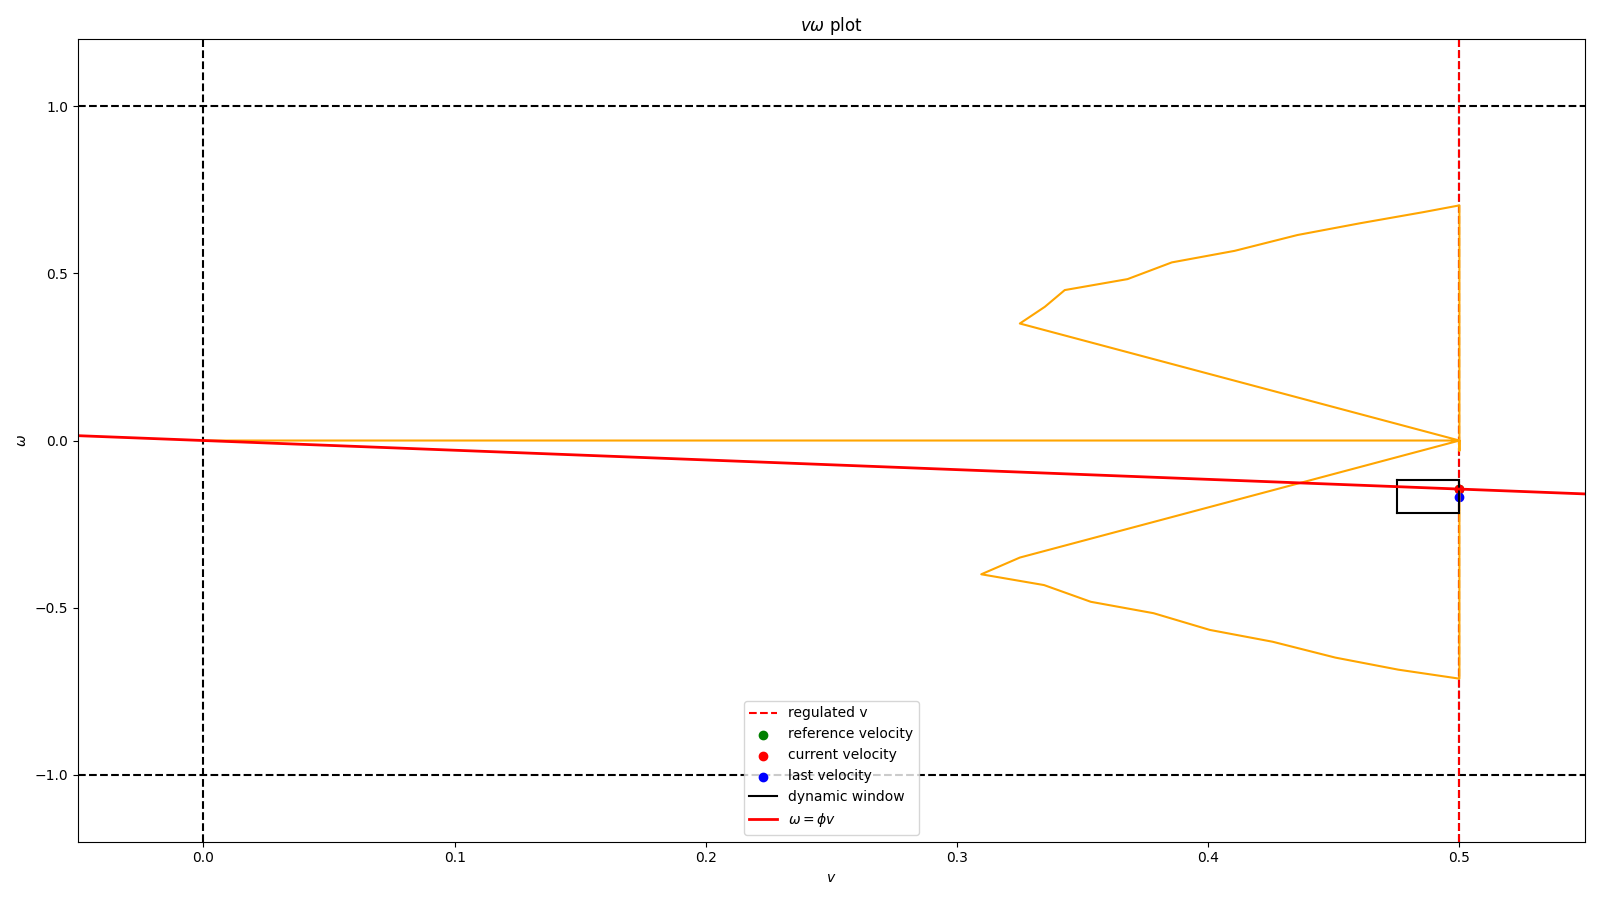 vω plot
1.0
0.5
0.0
−0.5
−1.0
ω
0.0 0.1 0.2 0.3 0.4 0.5
v
regulated v
reference velocity
current velocity
last velocity
dynamic window
ω = ϕv